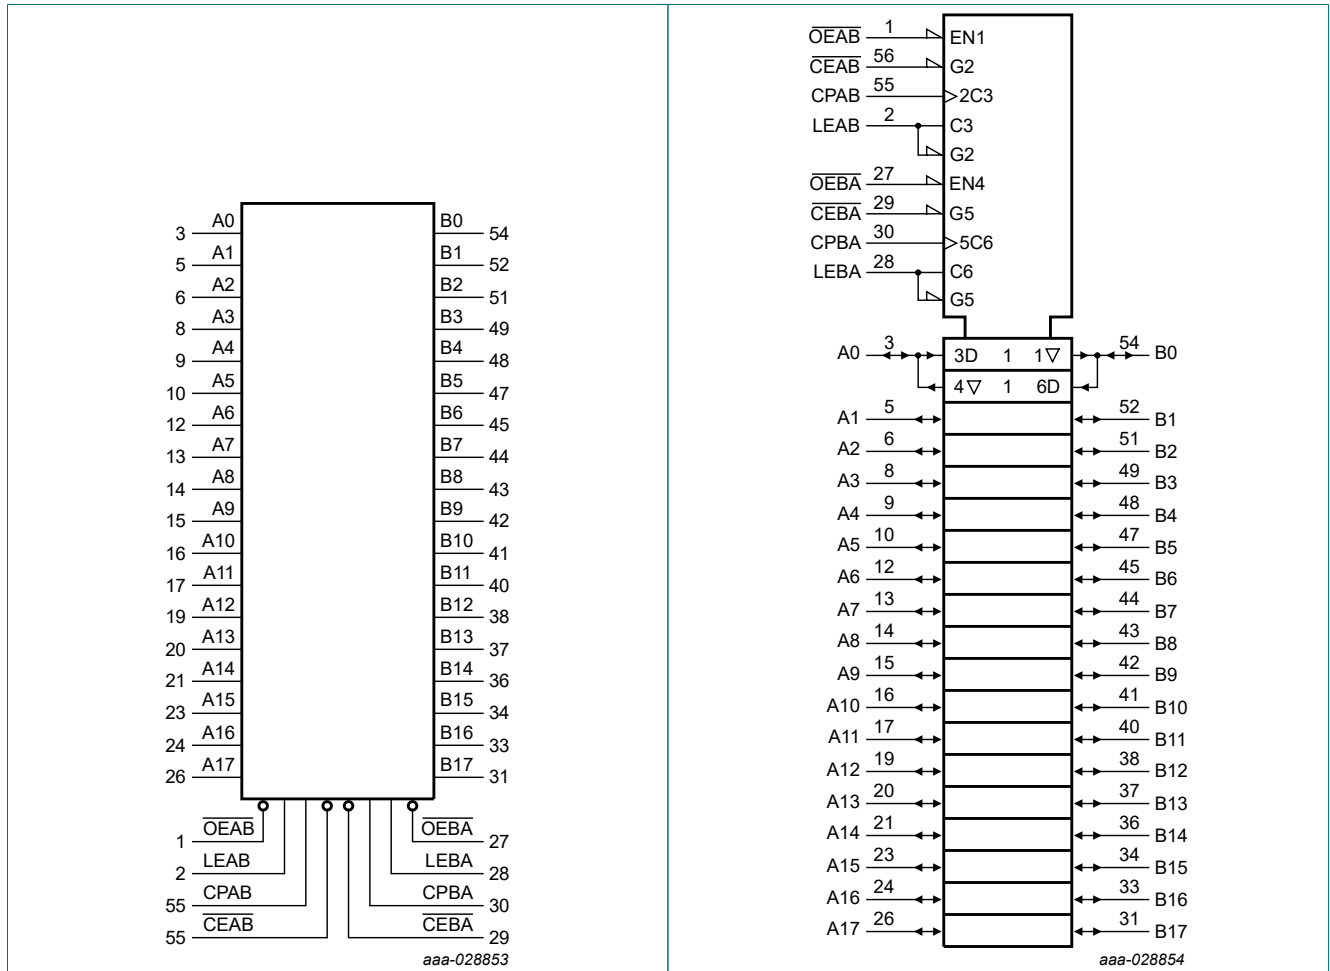 A0 B0
3 54
A1 B1
5 52
A2 B2
6 51
A3 B3
8 49
A4 B4
9 48
A5 B5
10 47
A6 B6
12 45
A7 B7
13 44
A8 B8
14 43
A9 B9
15 42
A10 B10
16 41
A11 B11
17 40
A12 B12
19 38
A13 B13
20 37
A14 B14
21 36
A15 B15
23 34
A16 B16
24 33
A17 B17
26 31
OEAB OEBA
1 27
LEAB LEBA
2 28
CPAB CPBA
55 30
CEAB CEBA
55 29
aaa-028853
OEAB 1 EN1
CEAB 56 G2
CPAB 55 2C3
LEAB 2 C3
G2
OEBA 27 EN4
CEBA 29 G5
CPBA 30 5C6
LEBA 28 C6
G5
A0 3 3D 1 1▽ 54 B0
4▽ 1 6D
A1 5 52 B1
A2 6 51 B2
A3 8 49 B3
A4 9 48 B4
A5 10 47 B5
A6 12 45 B6
A7 13 44 B7
A8 14 43 B8
A9 15 42 B9
A10 16 41 B10
A11 17 40 B11
A12 19 38 B12
A13 20 37 B13
A14 21 36 B14
A15 23 34 B15
A16 24 33 B16
A17 26 31 B17
aaa-028854